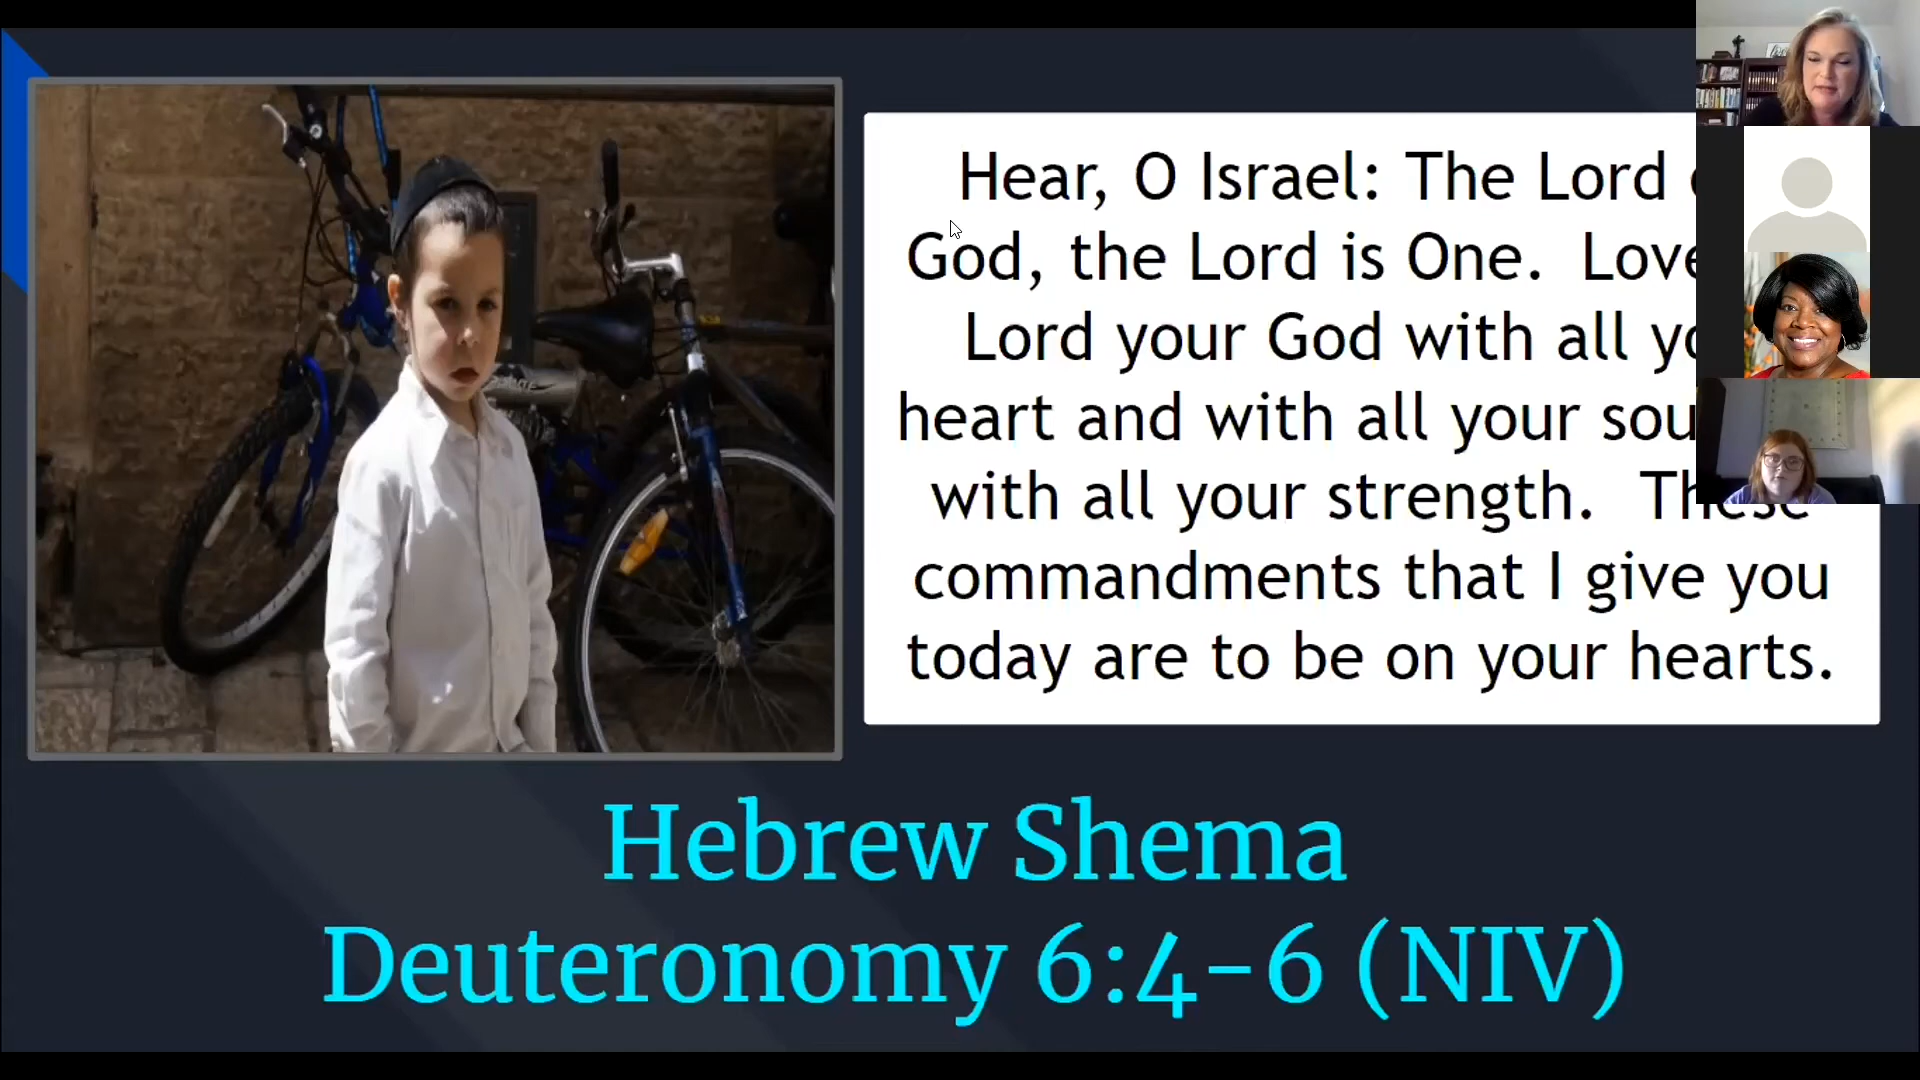 Hear, O Israel: The Lord
God, the Lord is One. Love
Lord your God with all
heart and with all your
with all your strength. These
commandments that I give you
today are to be on your hearts.
Hebrew Shema
Deuteronomy 6:4-6 (NIV)